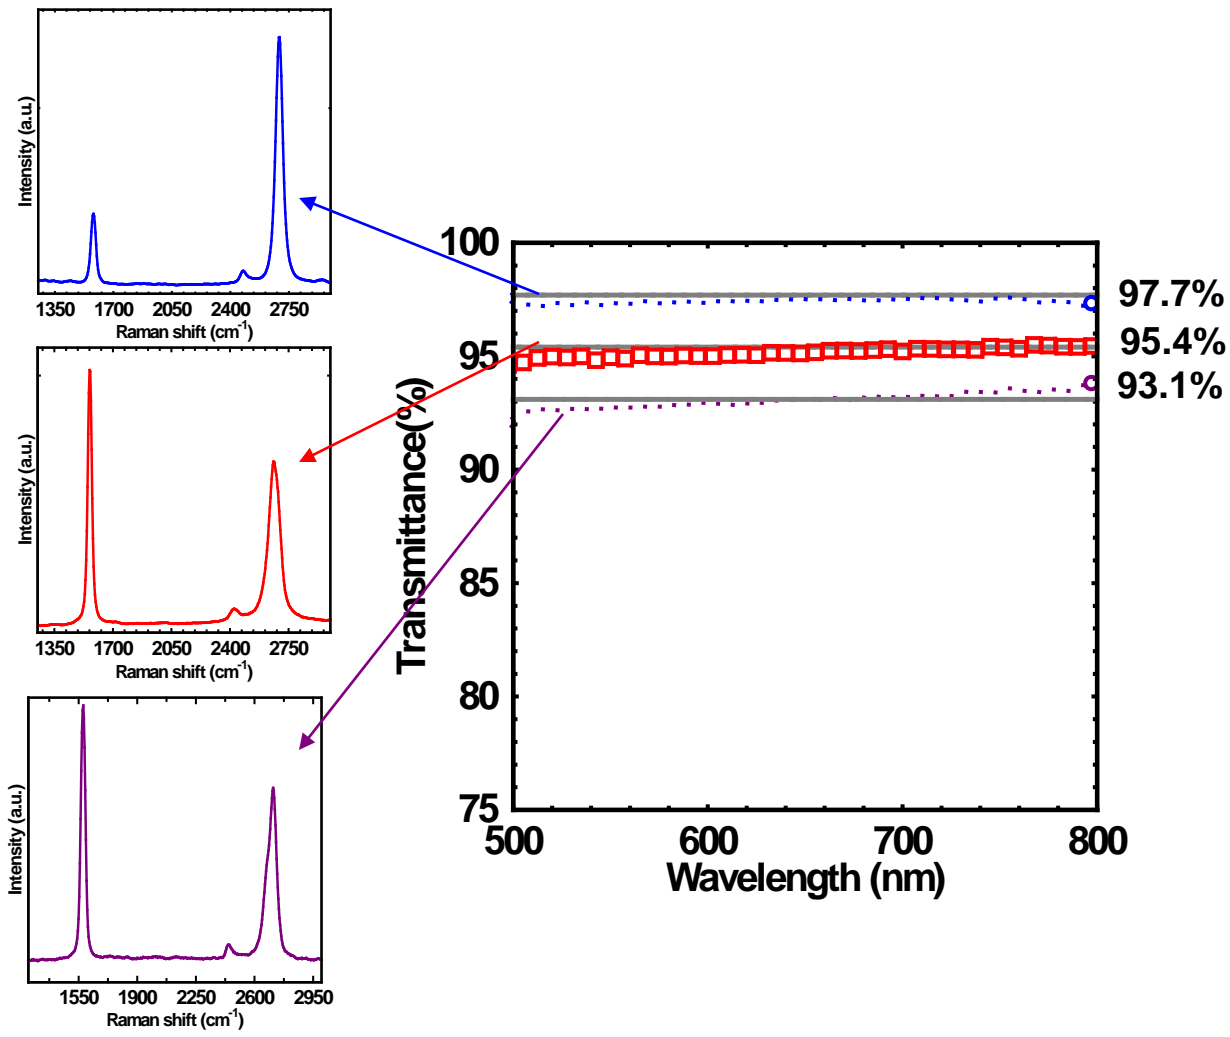 Intensity (a.u.)
1350 1700 2050 2400 2750
Raman shift (cm-1)
Intensity (a.u.)
1350 1700 2050 2400 2750
Raman shift (cm-1)
Intensity (a.u.)
1550 1900 2250 2600 2950
Raman shift (cm-1)
Transmittance(%)
100
95
90
85
80
75
500 600 700 800
Wavelength (nm)
97.7%
95.4%
93.1%